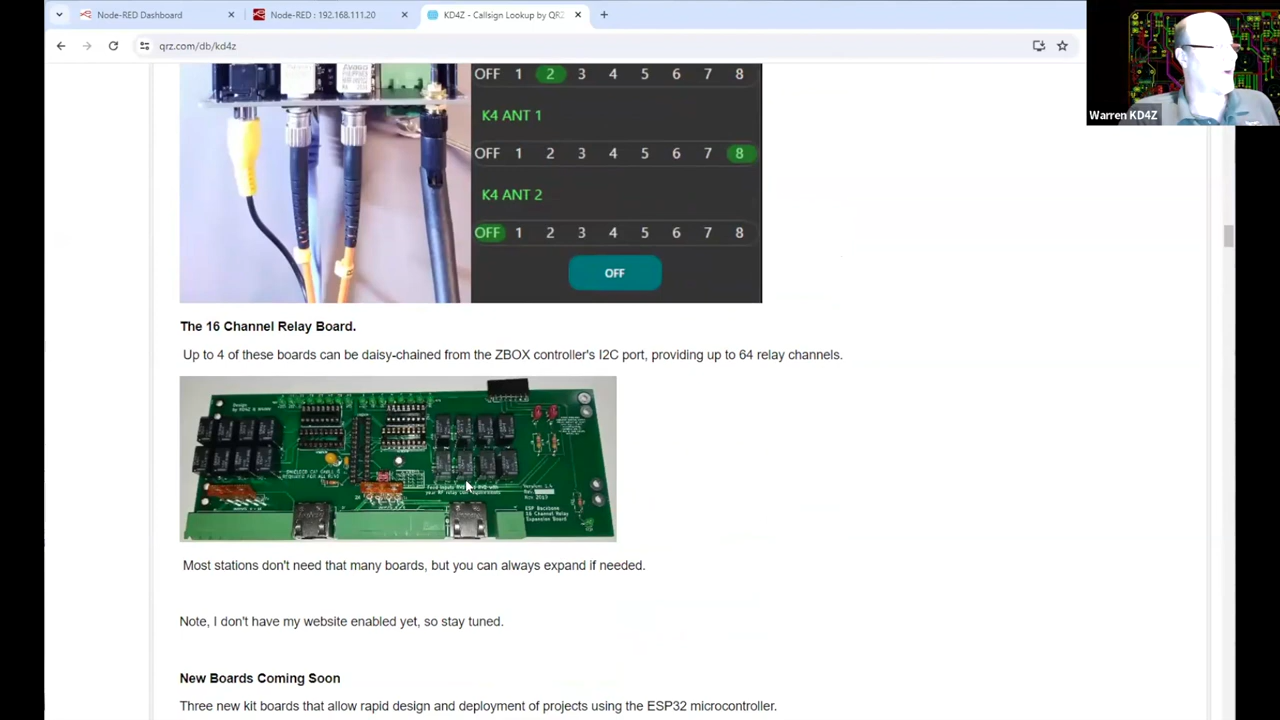 Node-RED Dashboard
Node-RED : 192.168.111.20
KD4Z - Callsign Lookup by QRZ
qrz.com/db/kd4z
Warren KD4Z
OFF 1 2 3 4 5 6 7 8
K4 ANT 1
OFF 1 2 3 4 5 6 7 8
K4 ANT 2
OFF 1 2 3 4 5 6 7 8
OFF
The 16 Channel Relay Board.
Up to 4 of these boards can be daisy-chained from the ZBOX controller's I2C port, providing up to 64 relay channels.
Most stations don't need that many boards, but you can always expand if needed.
Note, I don't have my website enabled yet, so stay tuned.
New Boards Coming Soon
Three new kit boards that allow rapid design and deployment of projects using the ESP32 microcontroller.